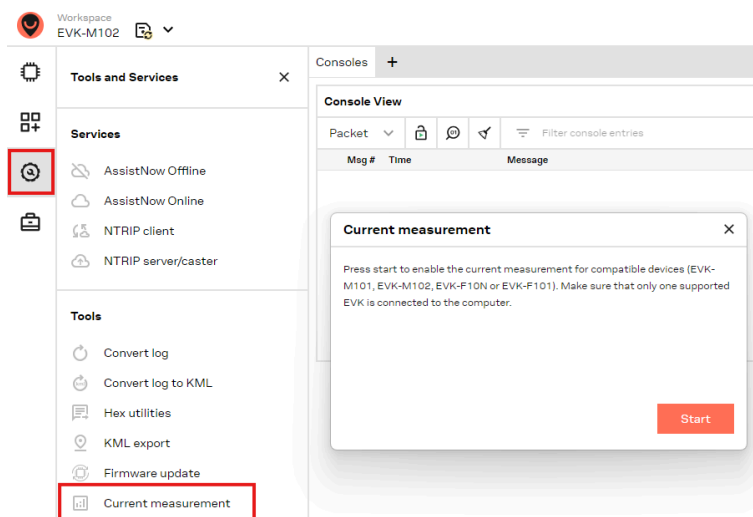 Workspace
EVK-M102
Tools and Services
Services
AssistNow Offline
AssistNow Online
NTRIP client
NTRIP server/caster
Tools
Convert log
Convert log to KML
Hex utilities
KML export
Firmware update
Current measurement
Consoles +
Console View
Packet
Filter console entries
Msg # Time Message
Current measurement
Press start to enable the current measurement for compatible devices (EVK-
M101, EVK-M102, EVK-F10N or EVK-F101). Make sure that only one supported
EVK is connected to the computer.
Start